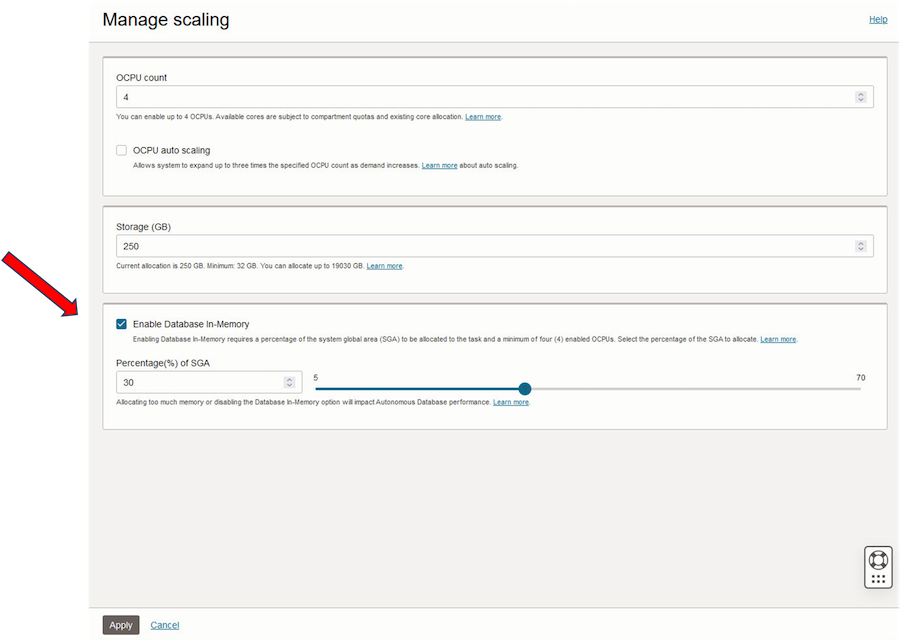 Manage scaling
Help
OCPU count
4
You can enable up to 4 OCPUs. Available cores are subject to compartment quotas and existing core allocation. Learn more.
OCPU auto scaling
Allows system to expand up to three times the specified OCPU count as demand increases. Learn more about auto scaling.
Storage (GB)
250
Current allocation is 250 GB. Minimum: 32 GB. You can allocate up to 19030 GB. Learn more.
Enable Database In-Memory
Enabling Database In-Memory requires a percentage of the system global area (SGA) to be allocated to the task and a minimum of four (4) enabled OCPUs. Select the percentage of the SGA to allocate. Learn more.
Percentage(%) of SGA
30
5
70
Allocating too much memory or disabling the Database In-Memory option will impact Autonomous Database performance. Learn more.
Apply
Cancel